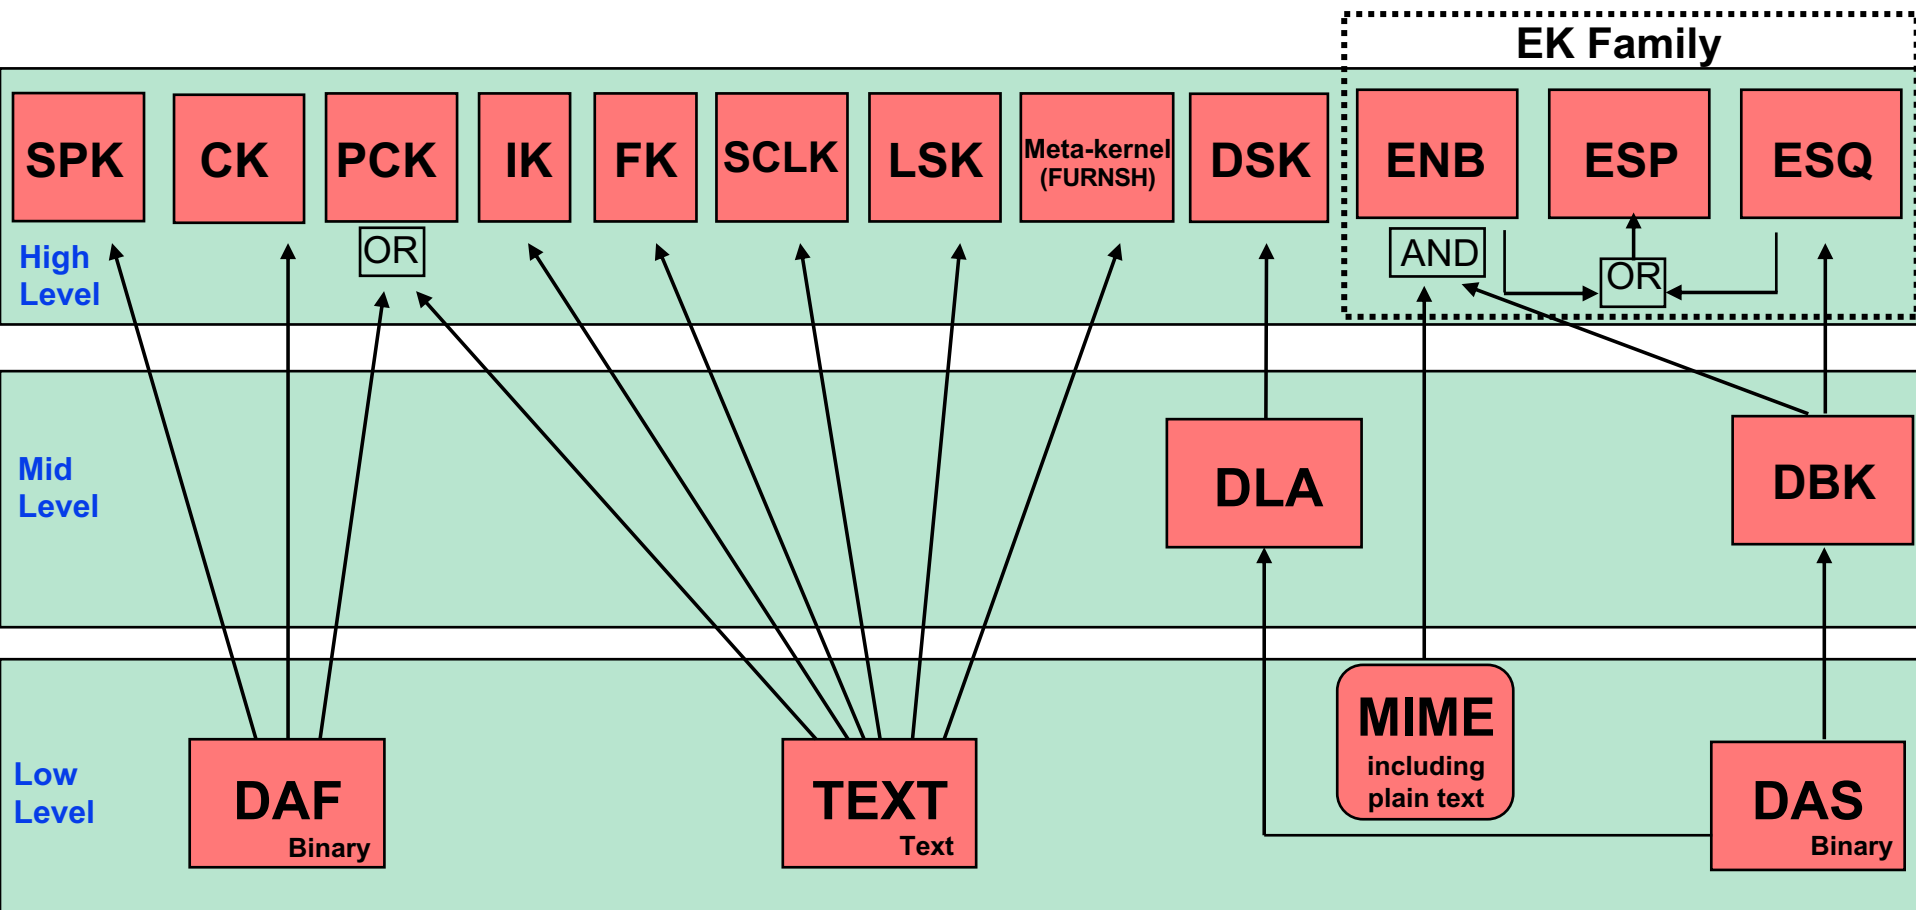 EK Family
SPK
CK
PCK
IK
FK
SCLK
LSK
Meta-kernel
(FURNSH)
DSK
ENB
ESP
ESQ
High
Level
OR
AND
OR
Mid
Level
DLA
DBK
Low
Level
DAF
Binary
TEXT
Text
MIME
including
plain text
DAS
Binary